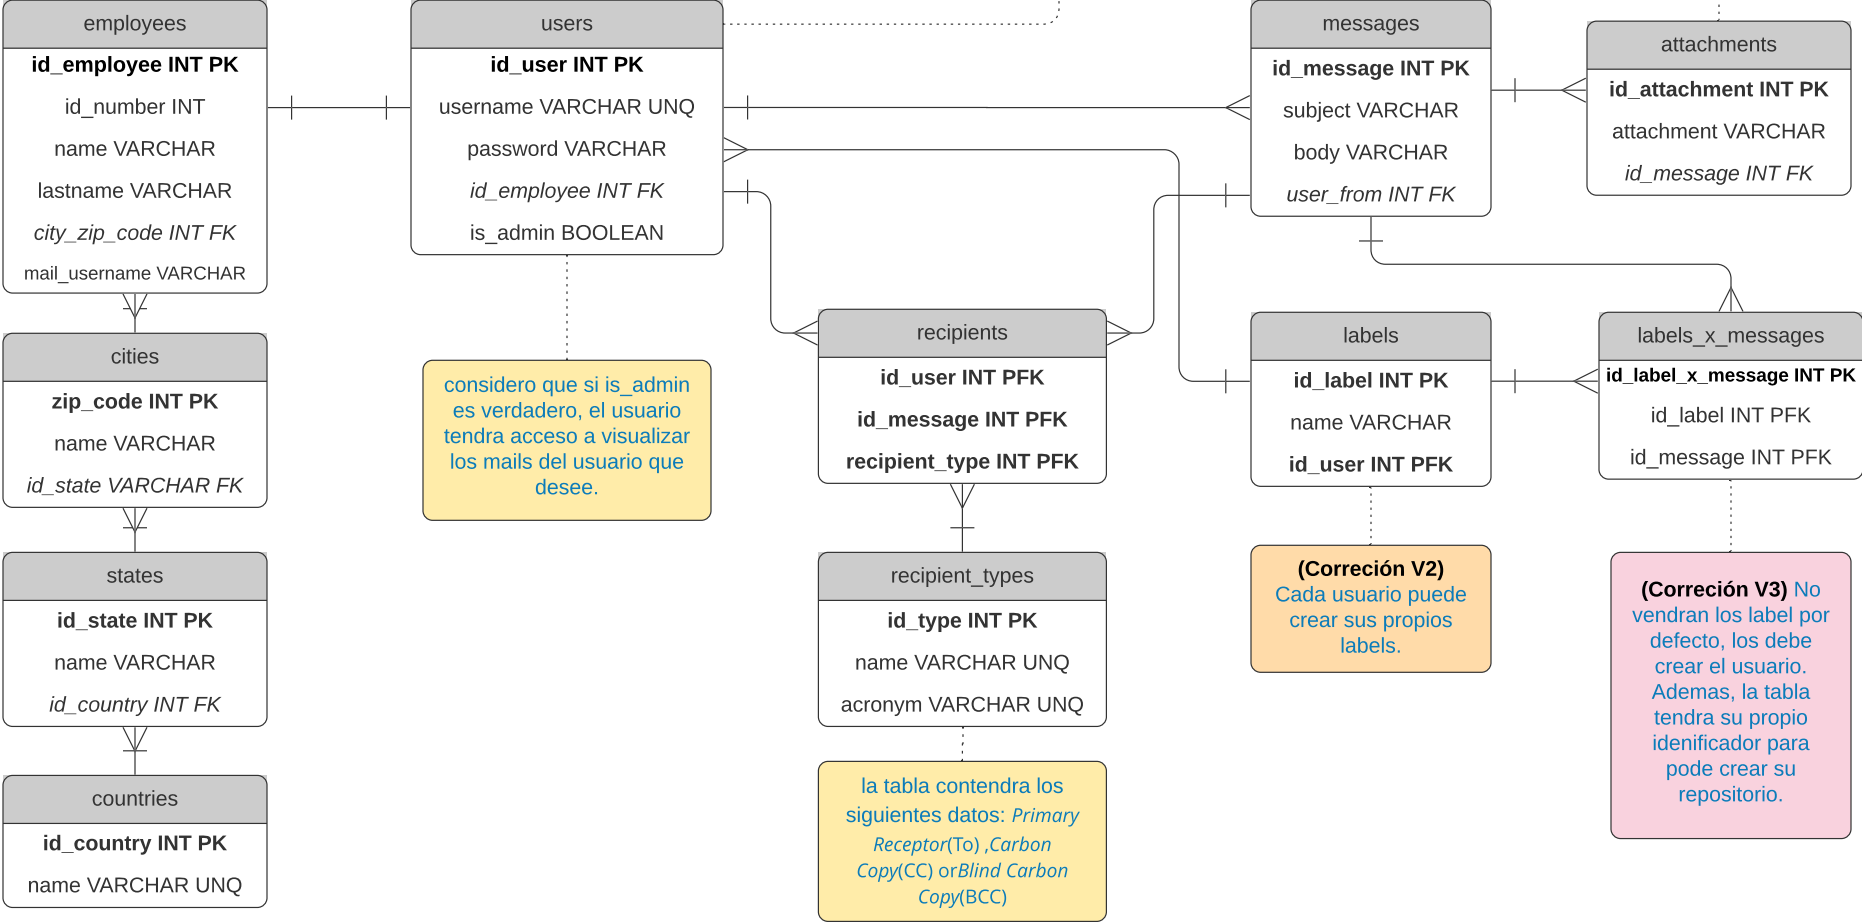 employees
id_employee INT PK
id_number INT
name VARCHAR
lastname VARCHAR
city_zip_code INT FK
mail_username VARCHAR
users
id_user INT PK
username VARCHAR UNQ
password VARCHAR
id_employee INT FK
is_admin BOOLEAN
messages
id_message INT PK
subject VARCHAR
body VARCHAR
user_from INT FK
attachments
id_attachment INT PK
attachment VARCHAR
id_message INT FK
cities
zip_code INT PK
name VARCHAR
id_state VARCHAR FK
considero que si is_admin
es verdadero, el usuario
tendra acceso a visualizar
los mails del usuario que
desee.
recipients
id_user INT PFK
id_message INT PFK
recipient_type INT PFK
labels
id_label INT PK
name VARCHAR
id_user INT PFK
labels_x_messages
id_label_x_message INT PK
id_label INT PFK
id_message INT PFK
states
id_state INT PK
name VARCHAR
id_country INT FK
recipient_types
id_type INT PK
name VARCHAR UNQ
acronym VARCHAR UNQ
(Correción V2)
Cada usuario puede
crear sus propios
labels.
(Correción V3) No
vendran los label por
defecto, los debe
crear el usuario.
Ademas, la tabla
tendra su propio
idenificador para
pode crear su
repositorio.
countries
id_country INT PK
name VARCHAR UNQ
la tabla contendra los
siguientes datos: Primary
Receptor(To) ,Carbon
Copy(CC) orBlind Carbon
Copy(BCC)